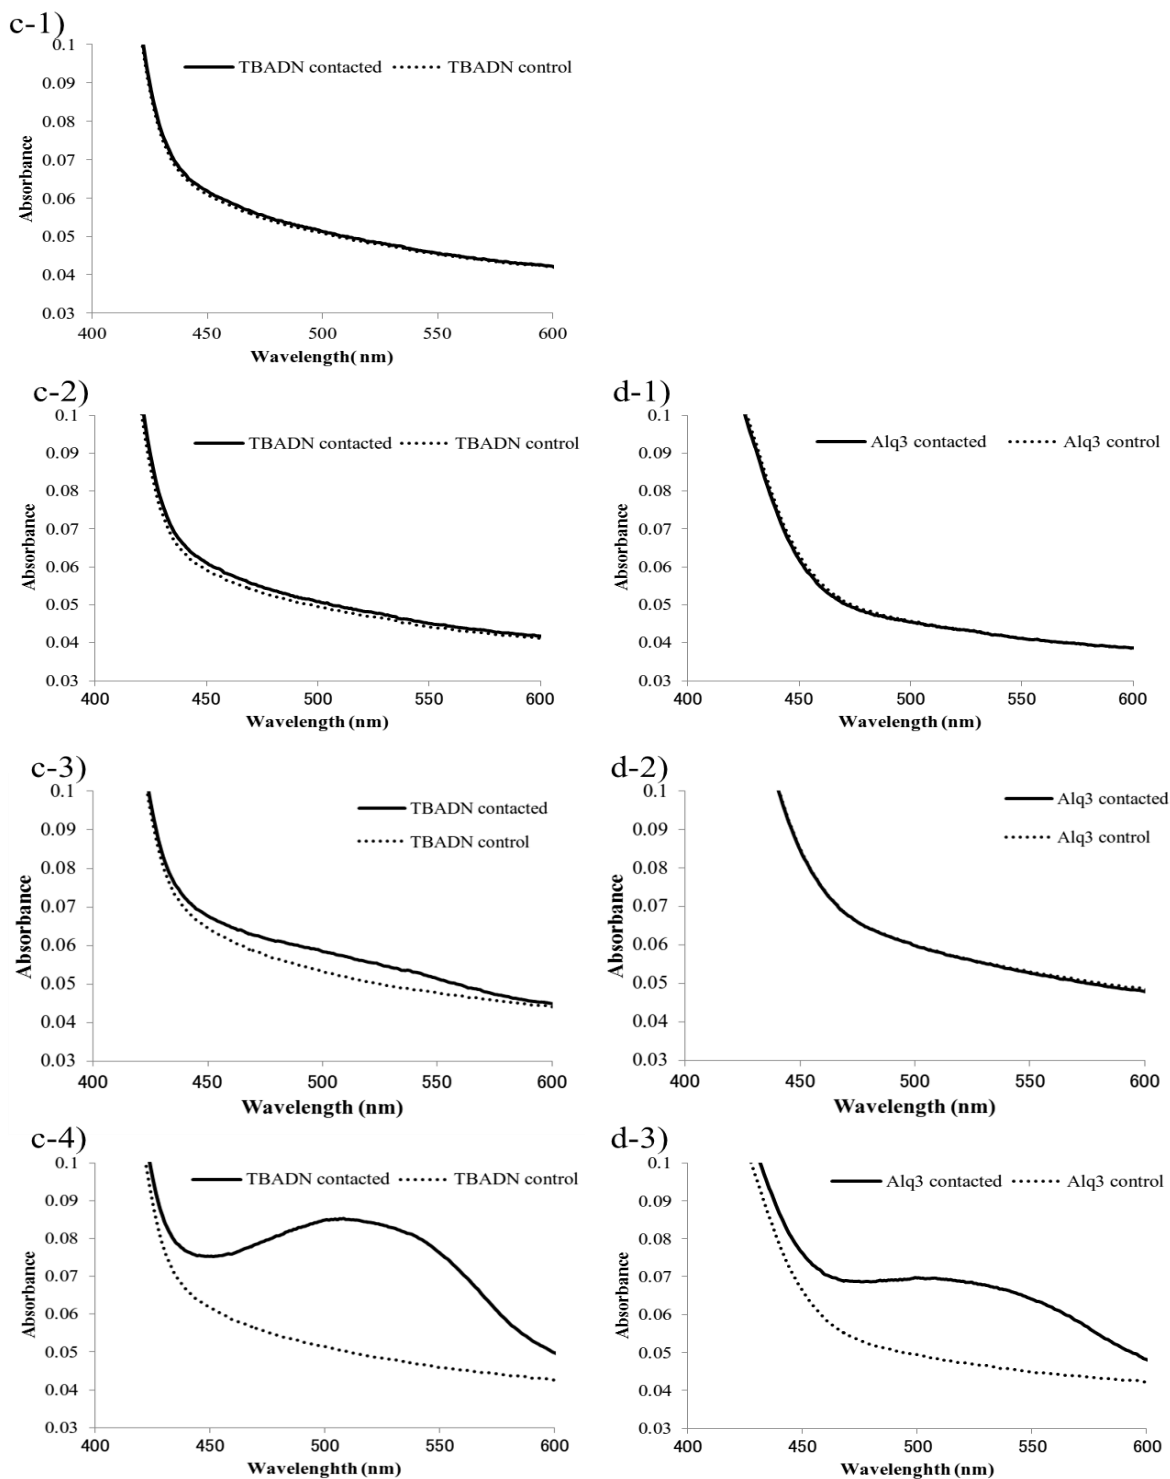 c-1)
TBADN contacted TBADN control
0.1
0.09
0.08
0.07
0.06
0.05
0.04
0.03
Absorbance
400 450 500 550 600
Wavelength( nm)
c-2)
TBADN contacted TBADN control
0.1
0.09
0.08
0.07
0.06
0.05
0.04
0.03
Absorbance
400 450 500 550 600
Wavelength (nm)
d-1)
Alq3 contacted Alq3 control
0.1
0.09
0.08
0.07
0.06
0.05
0.04
0.03
Absorbance
400 450 500 550 600
Wavelength (nm)
c-3)
TBADN contacted
TBADN control
0.1
0.09
0.08
0.07
0.06
0.05
0.04
0.03
Absorbance
400 450 500 550 600
Wavelength (nm)
d-2)
Alq3 contacted
Alq3 control
0.1
0.09
0.08
0.07
0.06
0.05
0.04
0.03
Absorbance
400 450 500 550 600
Wavelength (nm)
c-4)
TBADN contacted TBADN control
0.1
0.09
0.08
0.07
0.06
0.05
0.04
0.03
Absorbance
400 450 500 550 600
Wavelenghth (nm)
d-3)
Alq3 contacted Alq3 control
0.1
0.09
0.08
0.07
0.06
0.05
0.04
0.03
Absorbance
400 450 500 550 600
Wavelenghth (nm)